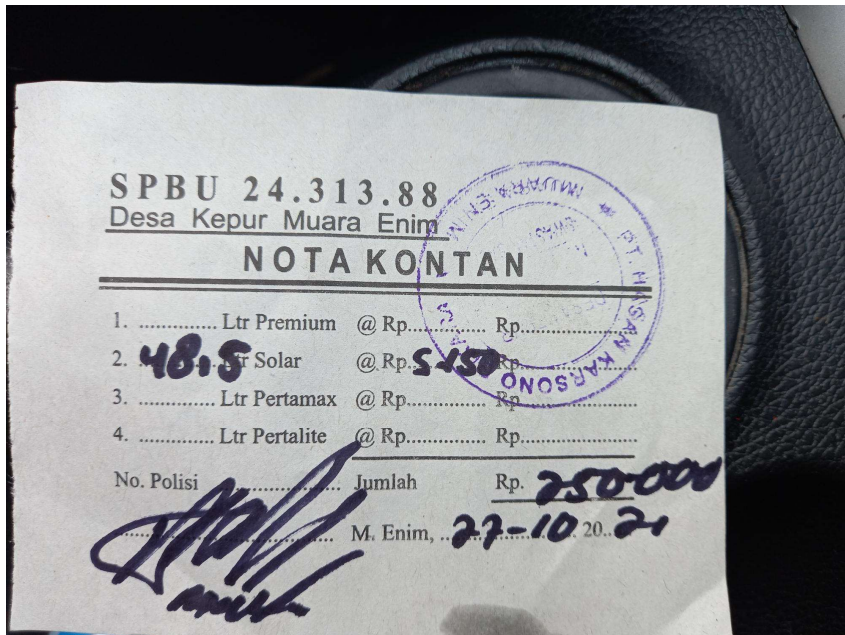 SPBU 24.313.88
Desa Kepur Muara Enim
NOTA KONTAN
1. .............. Ltr Premium @ Rp.............. Rp..........................
2. 48,5 Ltr Solar @ Rp. 5.150 Rp..........................
3. .............. Ltr Pertamax @ Rp.............. Rp..........................
4. .............. Ltr Pertalite @ Rp.............. Rp..........................
No. Polisi .................. Jumlah Rp. 250.000
M. Enim, 27-10 20..21
PT. HASAN KARSONO
MUARA ENIM